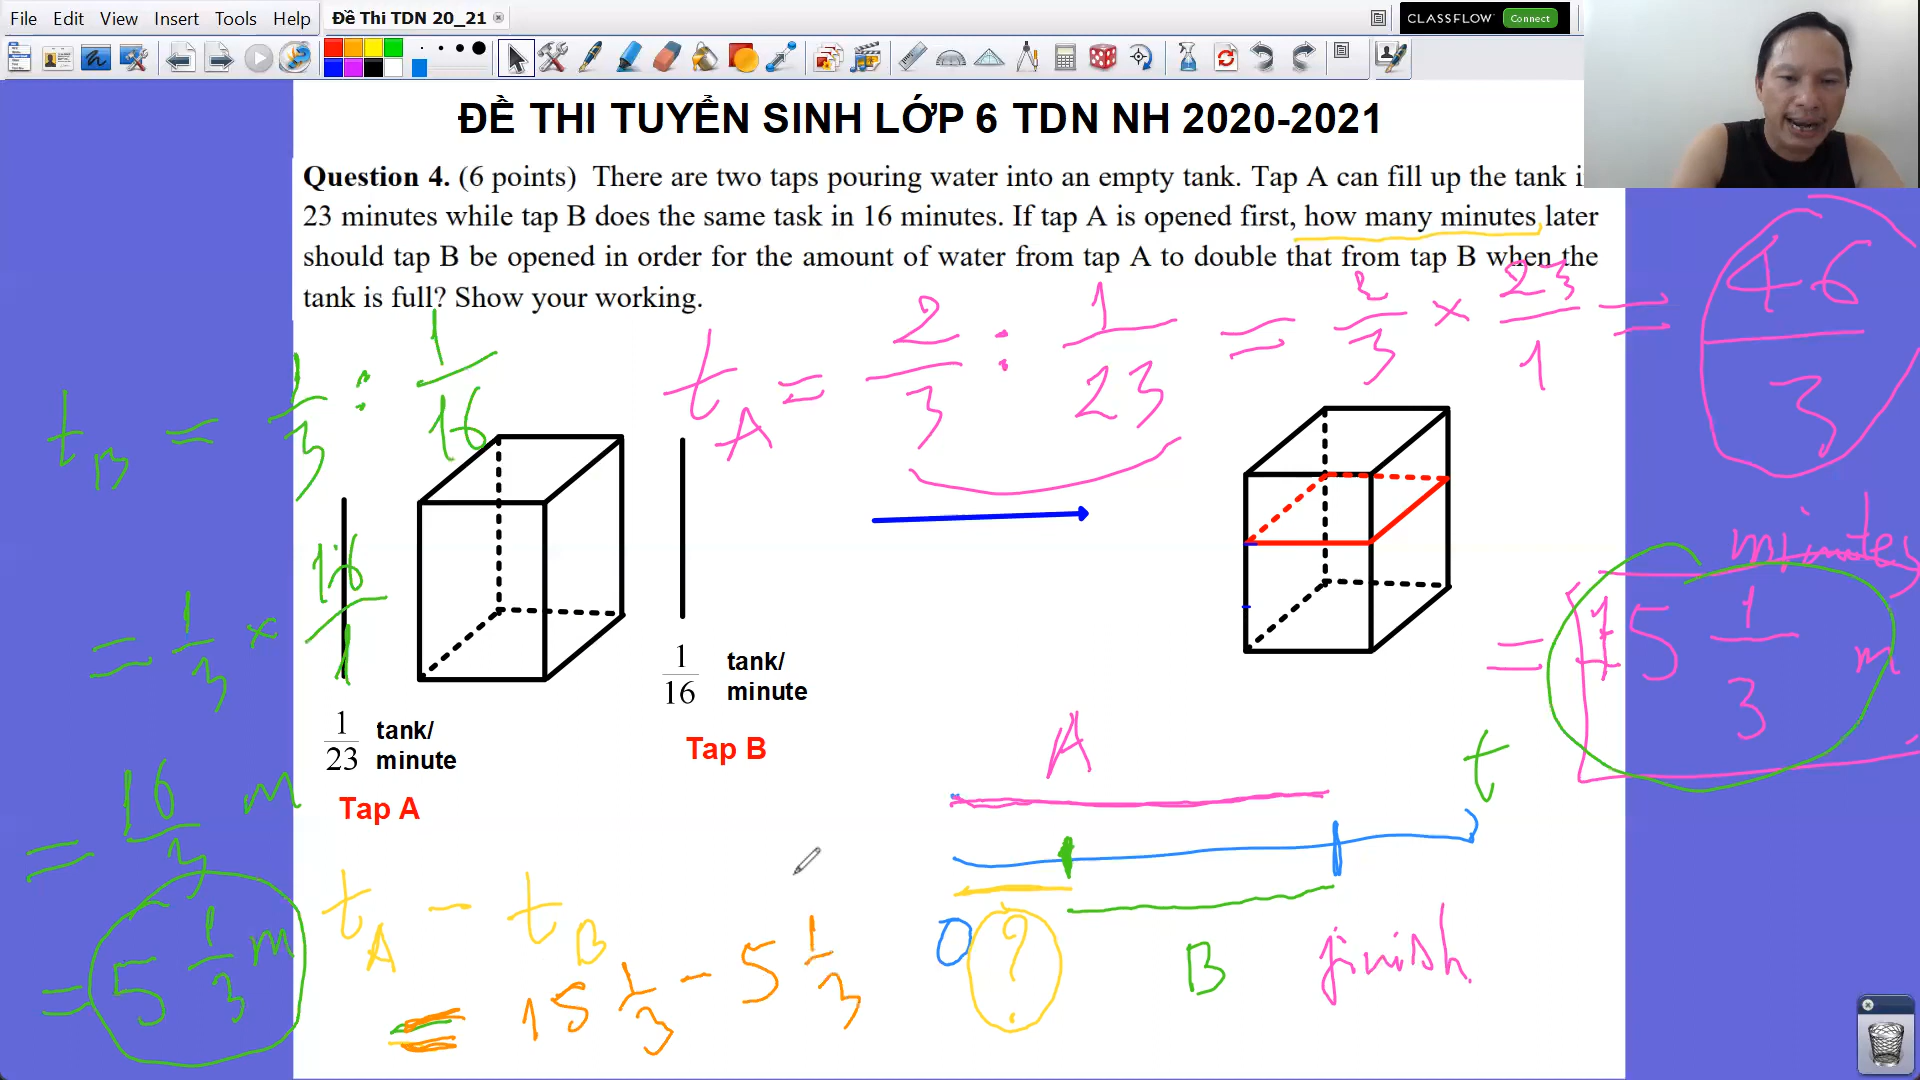 File Edit View Insert Tools Help
Đề Thi TDN 20_21
CLASSFLOW Connect
ĐỀ THI TUYỂN SINH LỚP 6 TDN NH 2020-2021
Question 4. (6 points) There are two taps pouring water into an empty tank. Tap A can fill up the tank i
23 minutes while tap B does the same task in 16 minutes. If tap A is opened first, how many minutes later
should tap B be opened in order for the amount of water from tap A to double that from tap B when the
tank is full? Show your working.
t_A = 2/3 : 1/23 = 2/3 × 23/1 = 46/3
minutes
= 15 1/3 m
t_B = 1/3 : 1/16
= 1/3 × 16/1
= 16/3 m
= 5 1/3 m
1/16 tank/
minute
Tap B
1/23 tank/
minute
Tap A
A
t
0 ? B finish
t_A - t_B
= 15 1/3 - 5 1/3